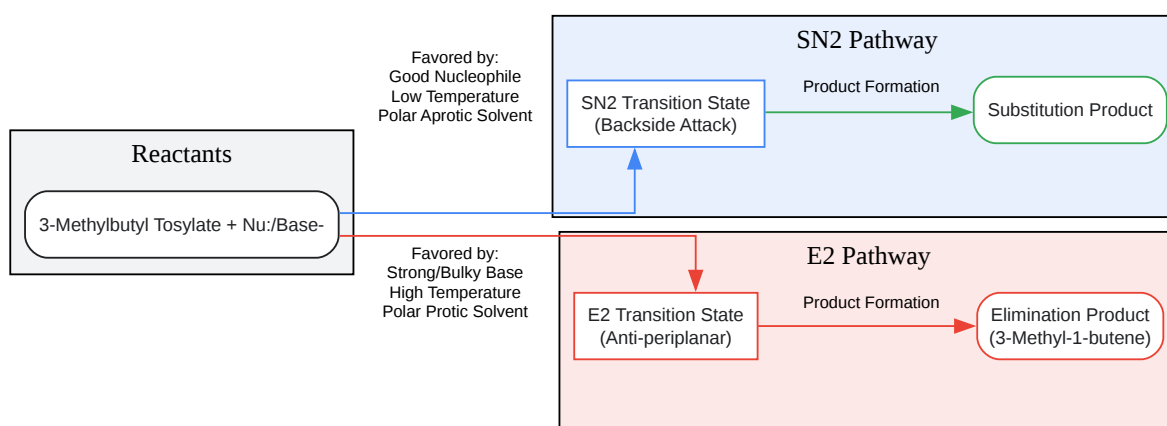 Reactants
3-Methylbutyl Tosylate + Nu:/Base-
Favored by:
Good Nucleophile
Low Temperature
Polar Aprotic Solvent
SN2 Pathway
SN2 Transition State
(Backside Attack)
Product Formation
Substitution Product
Favored by:
Strong/Bulky Base
High Temperature
Polar Protic Solvent
E2 Pathway
E2 Transition State
(Anti-periplanar)
Product Formation
Elimination Product
(3-Methyl-1-butene)